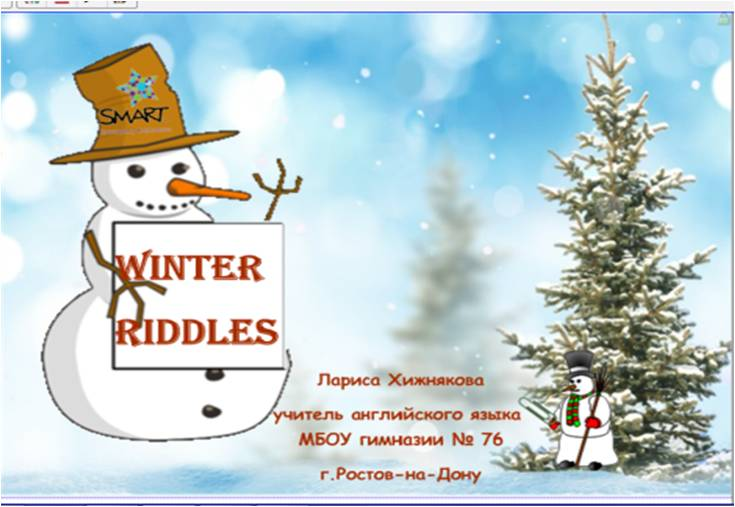 SMART
WINTER
RIDDLES
Лариса Хижнякова
учитель английского языка
МБОУ гимназии № 76
г.Ростов-на-Дону